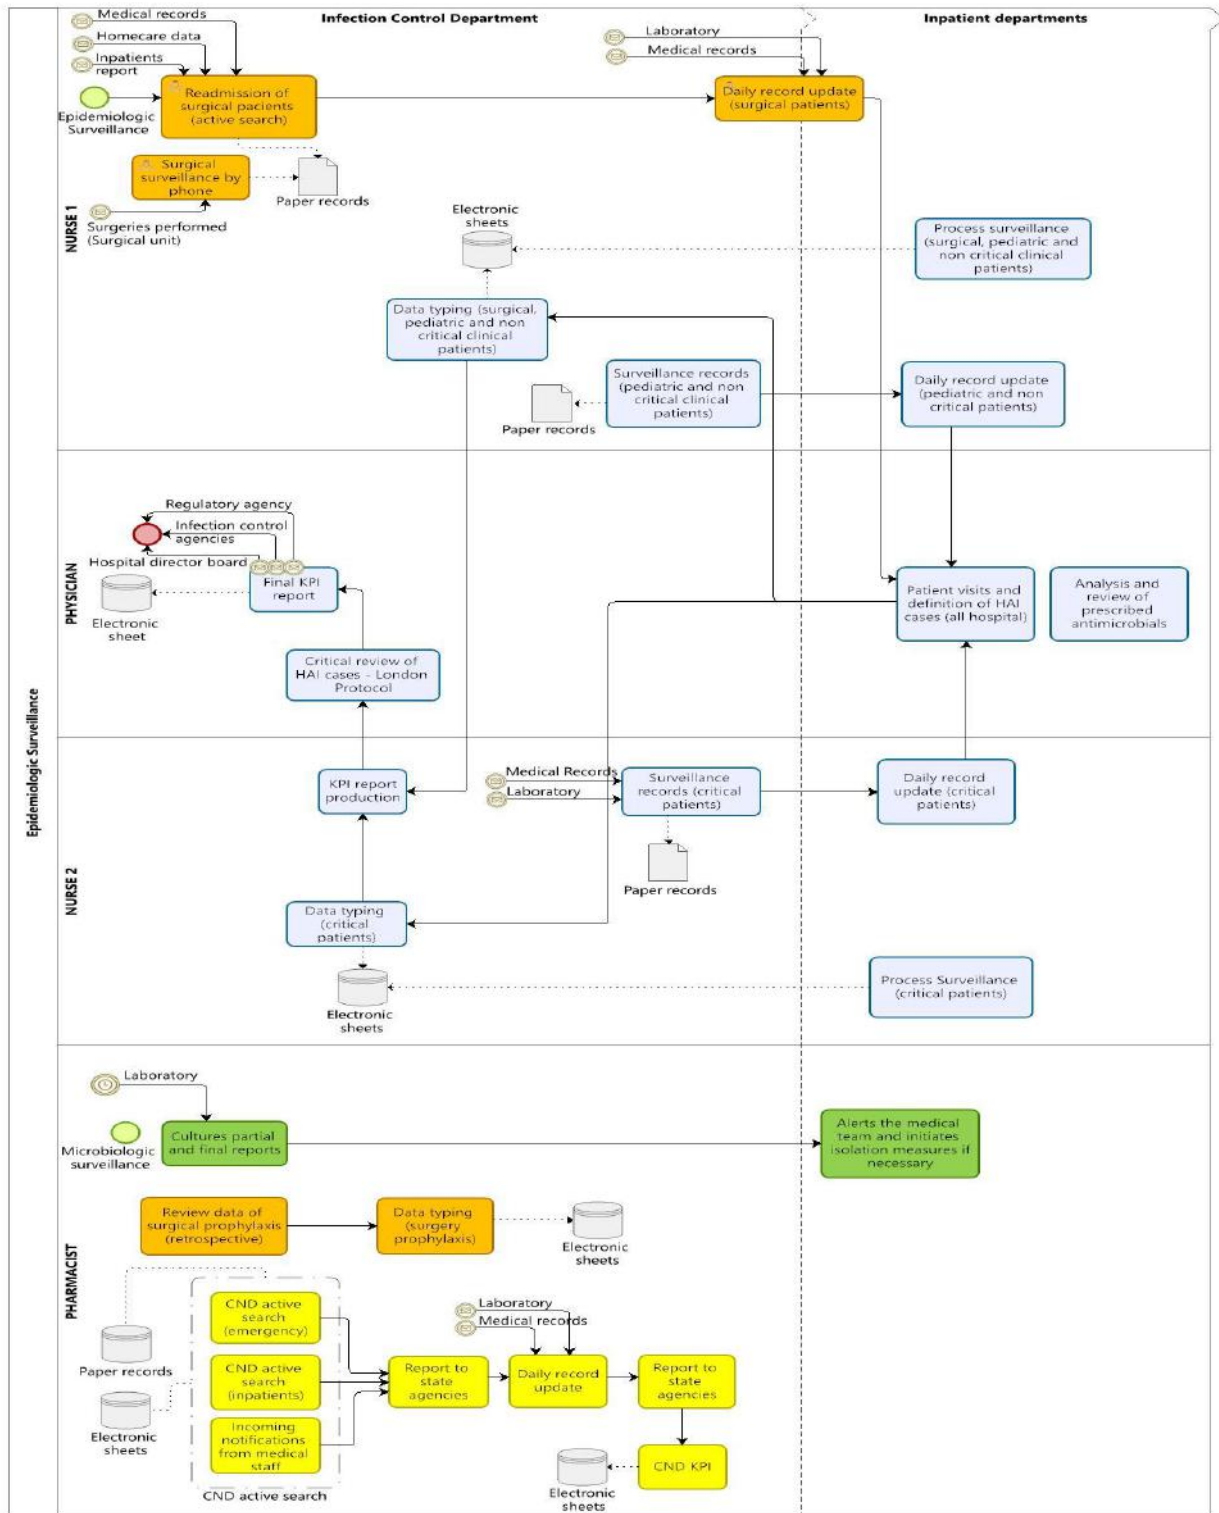 Infection Control Department
Inpatient departments
Epidemiologic Surveillance
NURSE 1
Medical records
Homecare data
Inpatients
report
Epidemiologic
Surveillance
Readmission of
surgical pacients
(active search)
Laboratory
Medical records
Daily record update
(surgical patients)
Surgical
surveillance by
phone
Paper records
Surgeries performed
(Surgical unit)
Electronic
sheets
Process surveillance
(surgical, pediatric and
non critical clinical
patients)
Data typing (surgical,
pediatric and non
critical clinical
patients)
Surveillance records
(pediatric and non
critical clinical
patients)
Paper records
Daily record update
(pediatric and non
critical patients)
PHYSICIAN
Regulatory agency
Infection control
agencies
Hospital director board
Final KPI
report
Electronic
sheet
Patient visits and
definition of HAI
cases (all hospital)
Analysis and
review of
prescribed
antimicrobials
Critical review of
HAI cases - London
Protocol
NURSE 2
KPI report
production
Medical Records
Laboratory
Surveillance
records (critical
patients)
Daily record
update (critical
patients)
Paper records
Data typing
(critical
patients)
Electronic
sheets
Process Surveillance
(critical patients)
PHARMACIST
Laboratory
Microbiologic
surveillance
Cultures partial
and final reports
Alerts the medical
team and initiates
isolation measures if
necessary
Review data of
surgical prophylaxis
(retrospective)
Data typing
(surgery
prophylaxis)
Electronic
sheets
CND active
search
(emergency)
Paper records
CND active
search
(inpatients)
Electronic
sheets
Incoming
notifications
from medical
staff
CND active search
Laboratory
Medical records
Report to
state
agencies
Daily record
update
Report to
state
agencies
CND KPI
Electronic
sheets